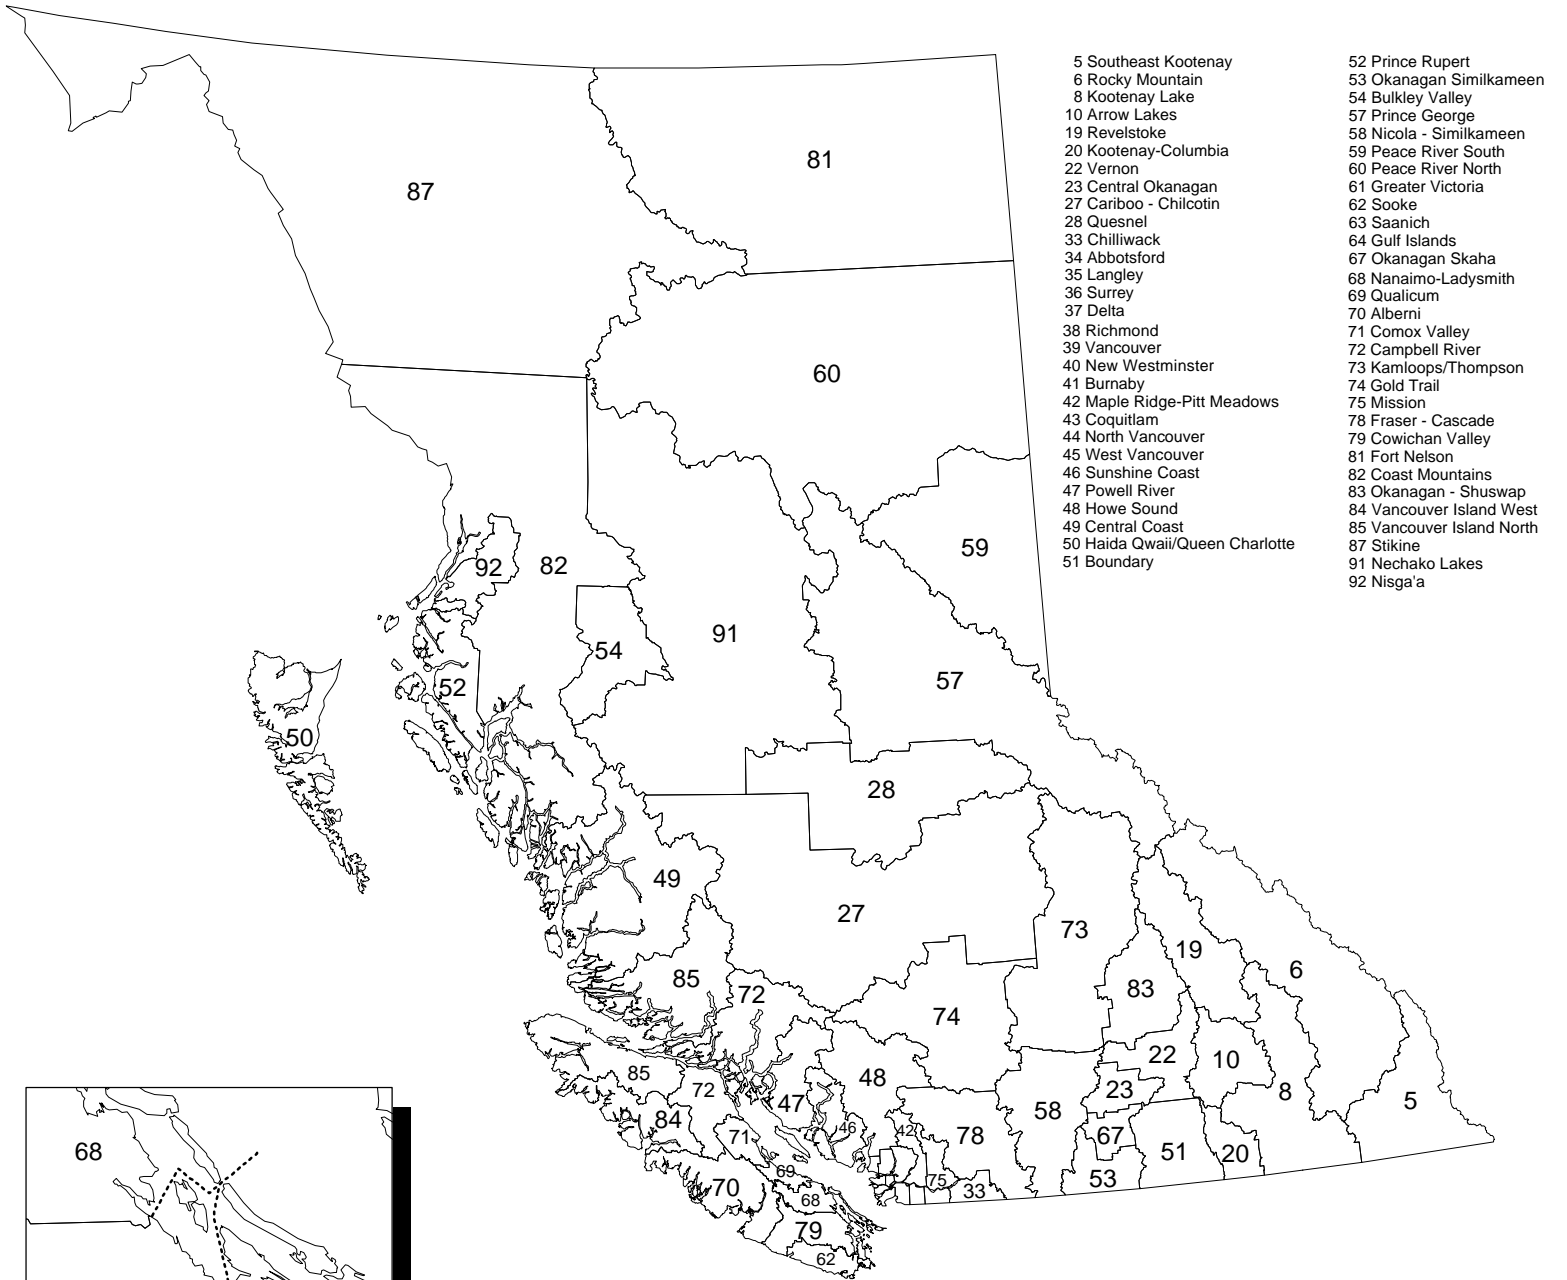 5 Southeast Kootenay
6 Rocky Mountain
8 Kootenay Lake
10 Arrow Lakes
19 Revelstoke
20 Kootenay-Columbia
22 Vernon
23 Central Okanagan
27 Cariboo - Chilcotin
28 Quesnel
33 Chilliwack
34 Abbotsford
35 Langley
36 Surrey
37 Delta
38 Richmond
39 Vancouver
40 New Westminster
41 Burnaby
42 Maple Ridge-Pitt Meadows
43 Coquitlam
44 North Vancouver
45 West Vancouver
46 Sunshine Coast
47 Powell River
48 Howe Sound
49 Central Coast
50 Haida Qwaii/Queen Charlotte
51 Boundary
52 Prince Rupert
53 Okanagan Similkameen
54 Bulkley Valley
57 Prince George
58 Nicola - Similkameen
59 Peace River South
60 Peace River North
61 Greater Victoria
62 Sooke
63 Saanich
64 Gulf Islands
67 Okanagan Skaha
68 Nanaimo-Ladysmith
69 Qualicum
70 Alberni
71 Comox Valley
72 Campbell River
73 Kamloops/Thompson
74 Gold Trail
75 Mission
78 Fraser - Cascade
79 Cowichan Valley
81 Fort Nelson
82 Coast Mountains
83 Okanagan - Shuswap
84 Vancouver Island West
85 Vancouver Island North
87 Stikine
91 Nechako Lakes
92 Nisga'a
81
87
60
59
92
82
91
54
57
52
50
28
49
27
73
19
6
85
72
83
74
22
10
85
72
48
23
8
58
5
47
84
46
42
78
67
71
51
20
69
70
75
53
33
68
79
62
68